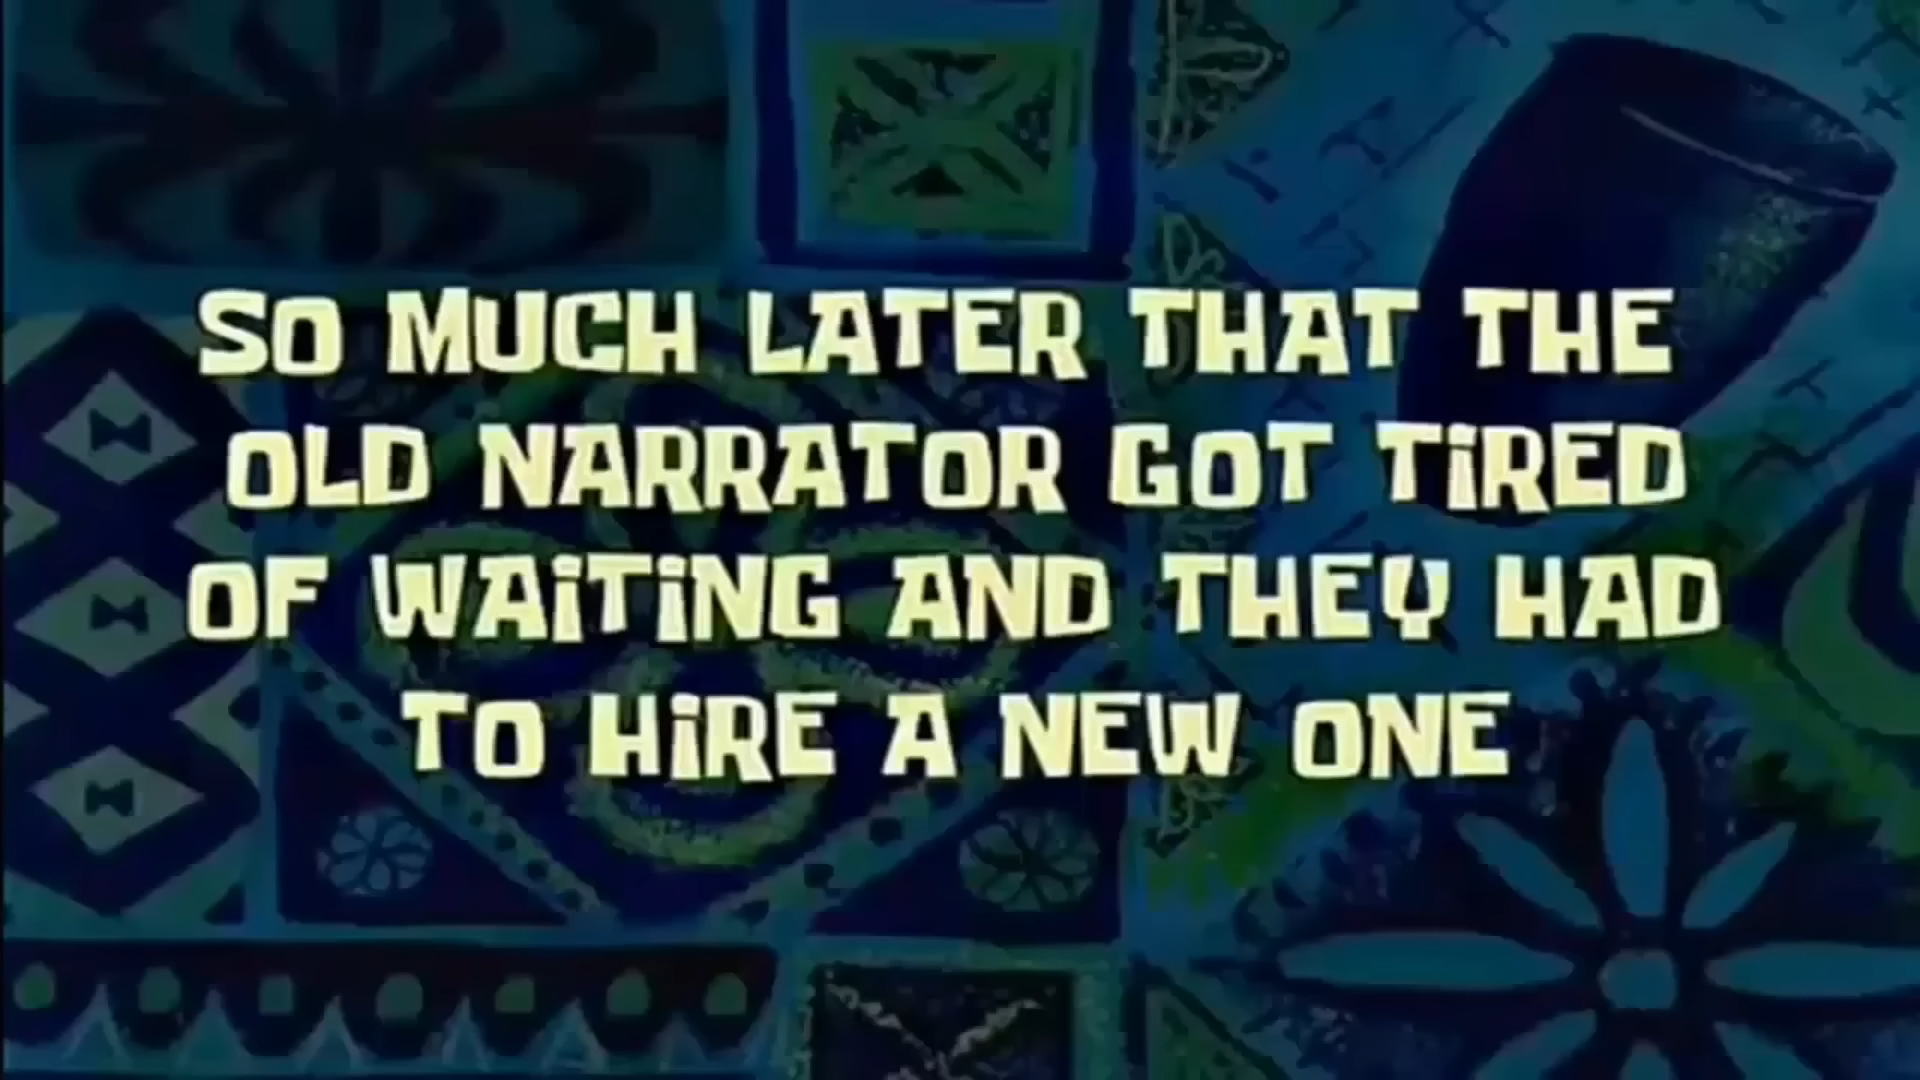 SO MUCH LATER THAT THE
OLD NARRATOR GOT TiRED
OF WAiTiNG AND THEY HAD
TO HiRE A NEW ONE